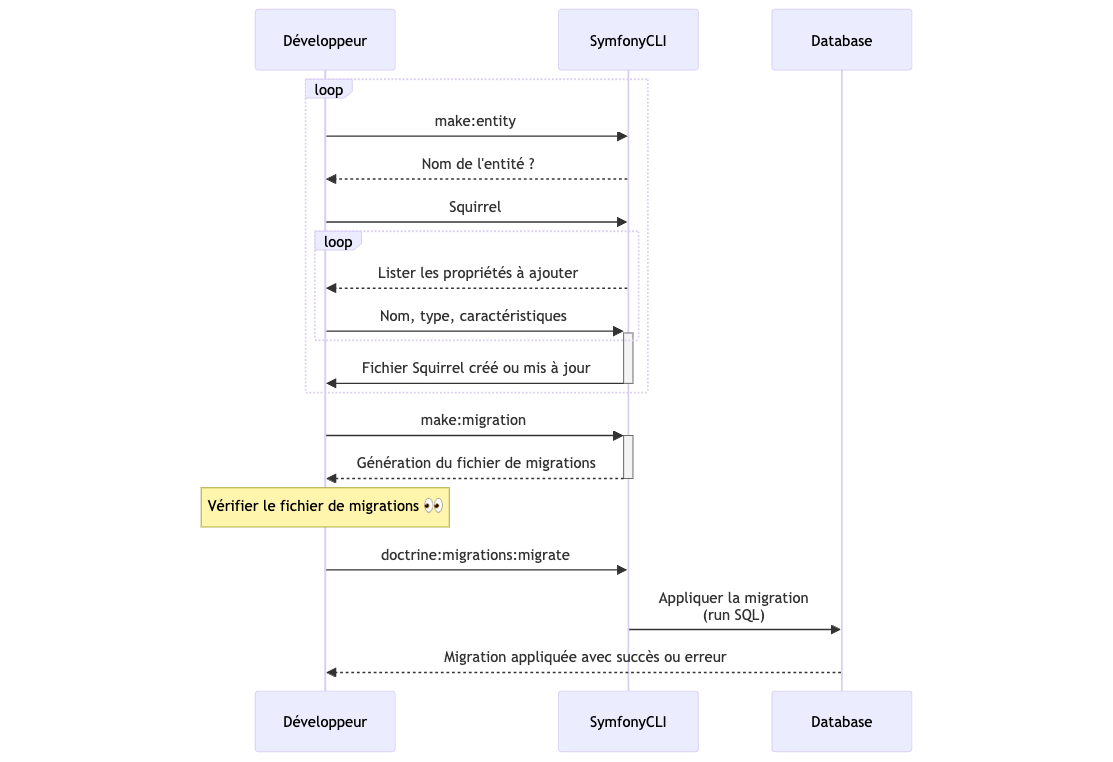 Développeur
SymfonyCLI
Database
loop
make:entity
Nom de l'entité ?
Squirrel
loop
Lister les propriétés à ajouter
Nom, type, caractéristiques
Fichier Squirrel créé ou mis à jour
make:migration
Génération du fichier de migrations
Vérifier le fichier de migrations 👀
doctrine:migrations:migrate
Appliquer la migration
(run SQL)
Migration appliquée avec succès ou erreur
Développeur
SymfonyCLI
Database